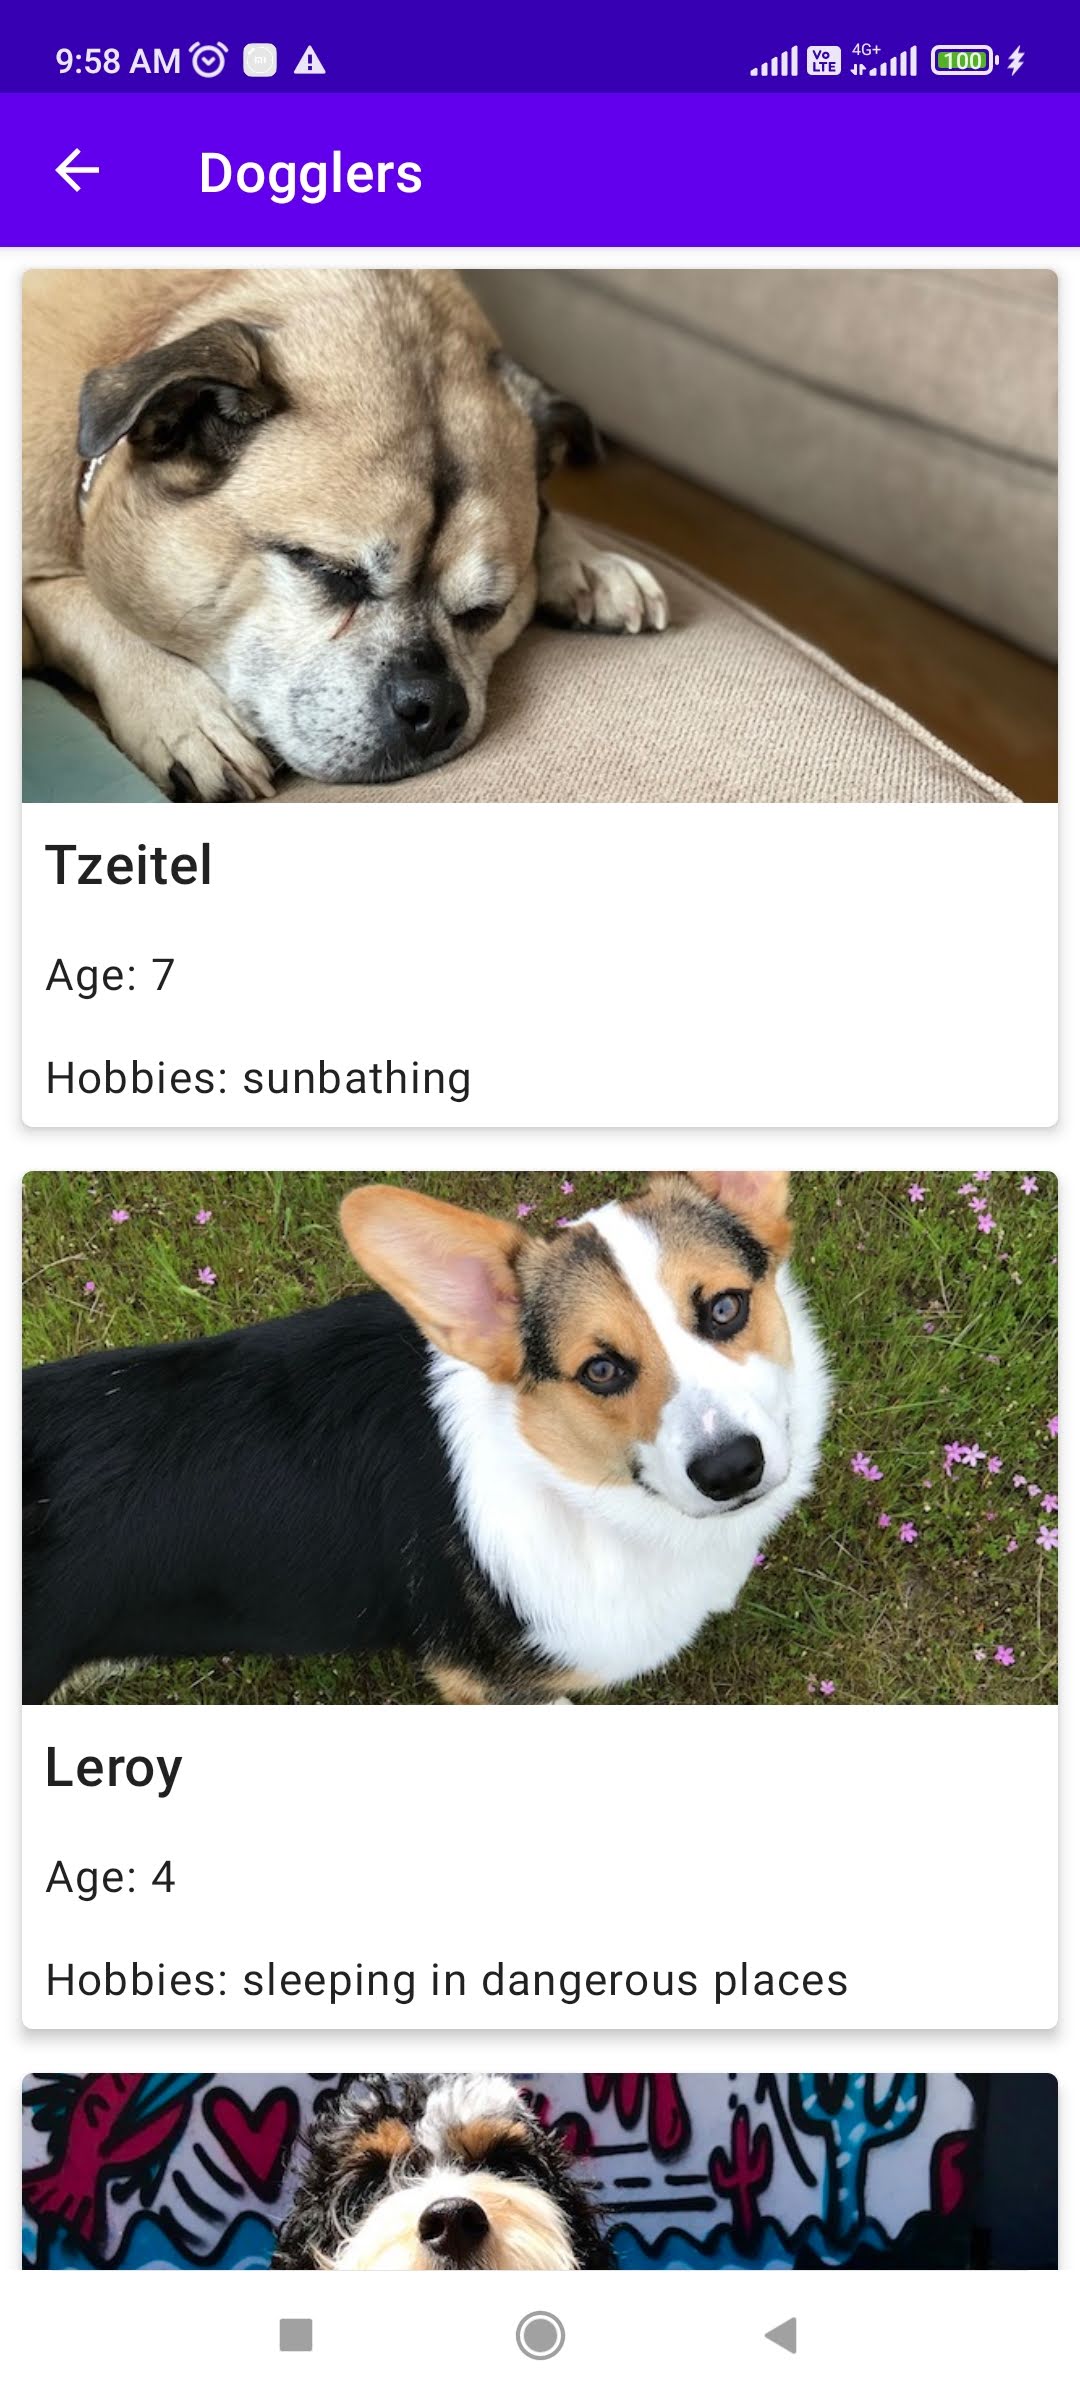 9:58 AM
Vo LTE
4G+
100
Dogglers
Tzeitel
Age: 7
Hobbies: sunbathing
Leroy
Age: 4
Hobbies: sleeping in dangerous places